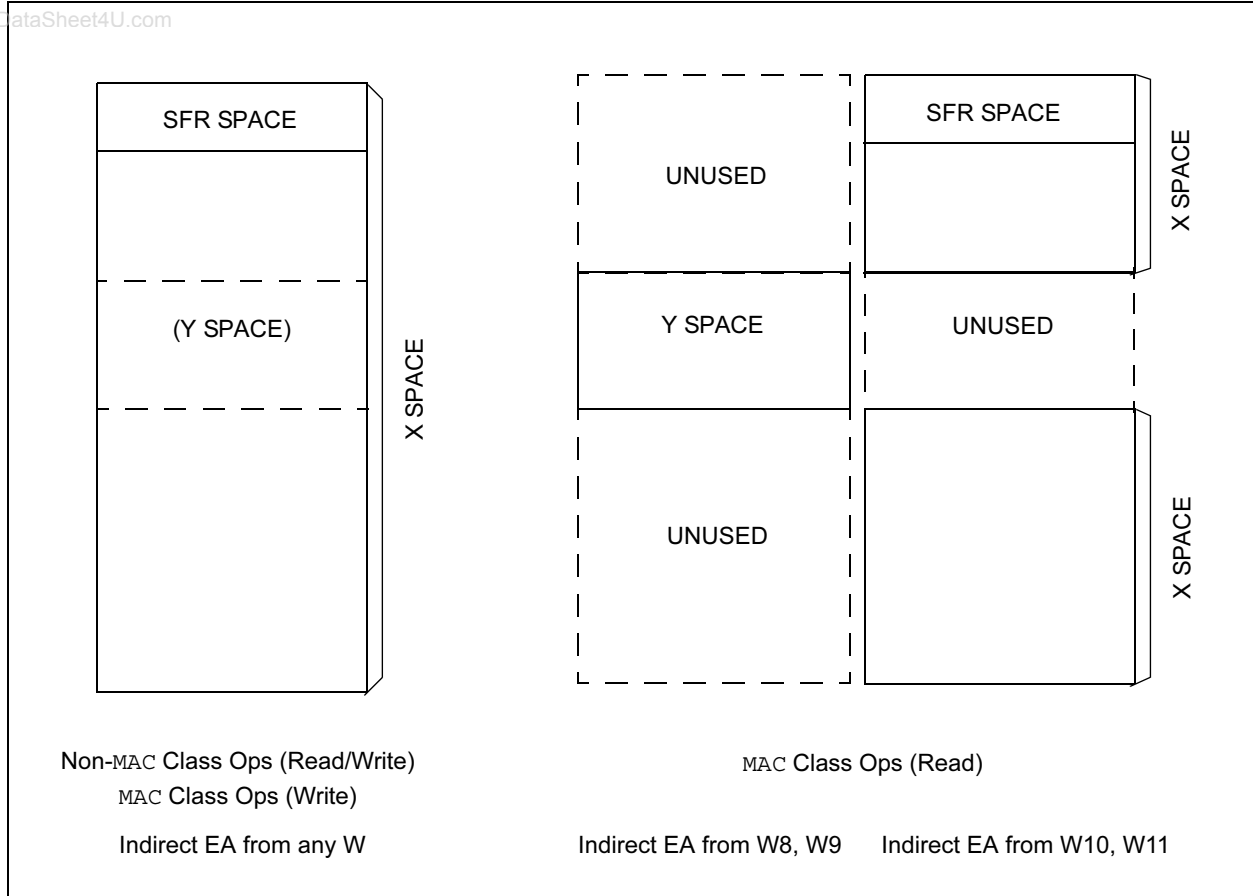 DataSheet4U.com
SFR SPACE
(Y SPACE)
X SPACE
UNUSED
Y SPACE
UNUSED
SFR SPACE
X SPACE
UNUSED
X SPACE
Non-MAC Class Ops (Read/Write)
MAC Class Ops (Write)
Indirect EA from any W
MAC Class Ops (Read)
Indirect EA from W8, W9
Indirect EA from W10, W11